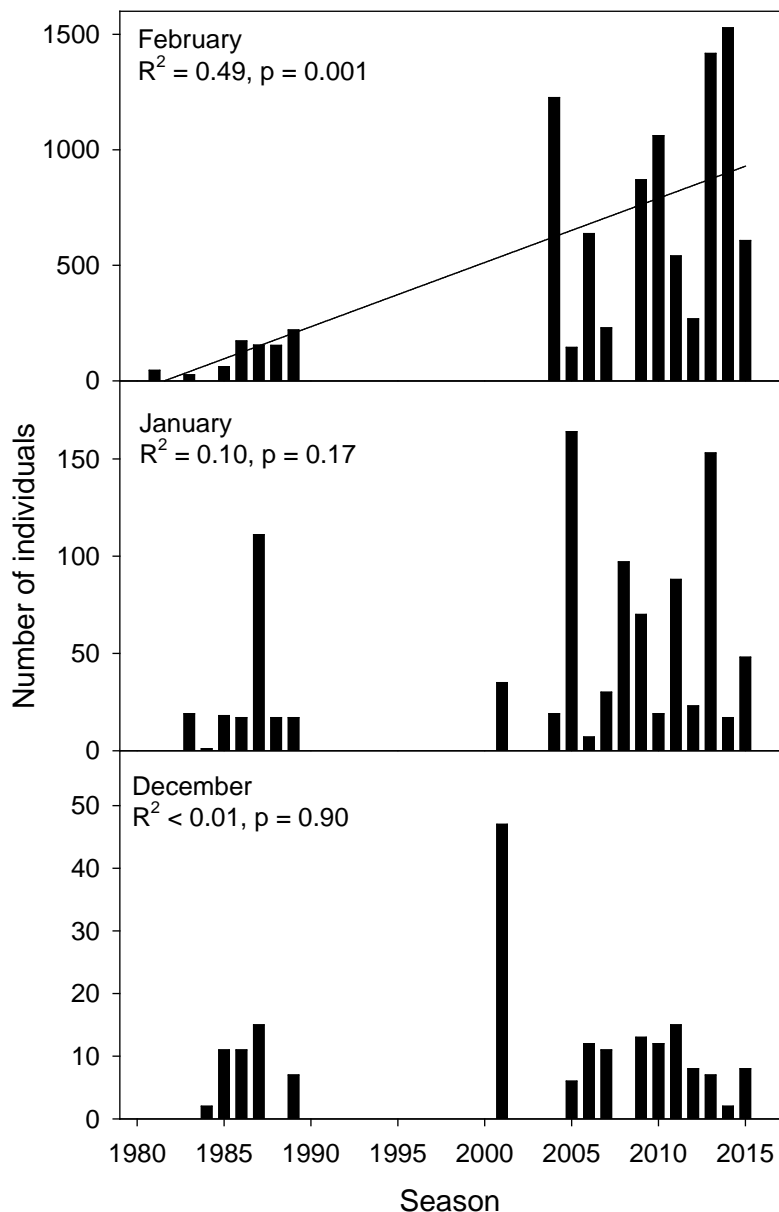 February
R² = 0.49, p = 0.001
1500
1000
500
0
January
R² = 0.10, p = 0.17
150
100
50
0
December
R² < 0.01, p = 0.90
50
40
30
20
10
0
1980 1985 1990 1995 2000 2005 2010 2015
Season
Number of individuals